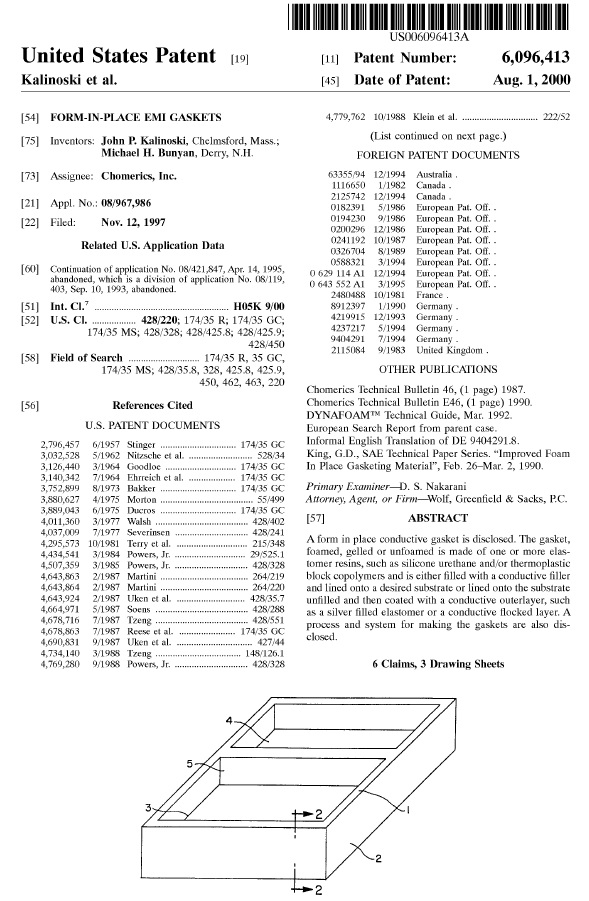 US006096413A
United States Patent [19]
Kalinoski et al.
[11] Patent Number: 6,096,413
[45] Date of Patent: Aug. 1, 2000
[54] FORM-IN-PLACE EMI GASKETS
[75] Inventors: John P. Kalinoski, Chelmsford, Mass.;
Michael H. Bunyan, Derry, N.H.
[73] Assignee: Chomerics, Inc.
[21] Appl. No.: 08/967,986
[22] Filed: Nov. 12, 1997
Related U.S. Application Data
[60] Continuation of application No. 08/421,847, Apr. 14, 1995,
abandoned, which is a division of application No. 08/119,
403, Sep. 10, 1993, abandoned.
[51] Int. Cl.7 ................................ H05K 9/00
[52] U.S. Cl. ................ 428/220; 174/35 R; 174/35 GC;
174/35 MS; 428/328; 428/425.8; 428/425.9;
428/450
[58] Field of Search ..................... 174/35 R, 35 GC,
174/35 MS; 428/35.8, 328, 425.8, 425.9,
450, 462, 463, 220
[56] References Cited
U.S. PATENT DOCUMENTS
2,796,457 6/1957 Stinger ............................ 174/35 GC
3,032,528 5/1962 Nitzsche et al. ........................ 528/34
3,126,440 3/1964 Goodloe ............................ 174/35 GC
3,140,342 7/1964 Ehrreich et al. ..................... 174/35 GC
3,752,899 8/1973 Bakker ............................. 174/35 GC
3,880,627 4/1975 Morton ................................ 55/499
3,889,043 6/1975 Ducros ............................. 174/35 GC
4,011,360 3/1977 Walsh ................................ 428/402
4,037,009 7/1977 Severinsen ........................... 428/241
4,295,573 10/1981 Terry et al. ........................ 215/348
4,434,541 3/1984 Powers, Jr. ......................... 29/525.1
4,507,359 3/1985 Powers, Jr. .......................... 428/328
4,643,863 2/1987 Martini .............................. 264/219
4,643,864 2/1987 Martini .............................. 264/220
4,643,924 2/1987 Uken et al. ......................... 428/35.7
4,664,971 5/1987 Soens ................................ 428/288
4,678,716 7/1987 Tzeng ................................ 428/551
4,678,863 7/1987 Reese et al. ....................... 174/35 GC
4,690,831 9/1987 Uken et al. ........................... 427/44
4,734,140 3/1988 Tzeng .............................. 148/126.1
4,769,280 9/1988 Powers, Jr. .......................... 428/328
4,779,762 10/1988 Klein et al. ......................... 222/52
(List continued on next page.)
FOREIGN PATENT DOCUMENTS
63355/94 12/1994 Australia .
1116650 1/1982 Canada .
2125742 12/1994 Canada .
0182391 5/1986 European Pat. Off. .
0194230 9/1986 European Pat. Off. .
0200296 12/1986 European Pat. Off. .
0241192 10/1987 European Pat. Off. .
0326704 8/1989 European Pat. Off. .
0588321 3/1994 European Pat. Off. .
0 629 114 A1 12/1994 European Pat. Off. .
0 643 552 A1 3/1995 European Pat. Off. .
2480488 10/1981 France .
8912397 1/1990 Germany .
4219915 12/1993 Germany .
4237217 5/1994 Germany .
9404291 7/1994 Germany .
2115084 9/1983 United Kingdom .
OTHER PUBLICATIONS
Chomerics Technical Bulletin 46, (1 page) 1987.
Chomerics Technical Bulletin E46, (1 page) 1990.
DYNAFOAM™ Technical Guide, Mar. 1992.
European Search Report from parent case.
Informal English Translation of DE 9404291.8.
King, G.D., SAE Technical Paper Series. “Improved Foam
In Place Gasketing Material”, Feb. 26–Mar. 2, 1990.
Primary Examiner—D. S. Nakarani
Attorney, Agent, or Firm—Wolf, Greenfield & Sacks, P.C.
[57] ABSTRACT
A form in place conductive gasket is disclosed. The gasket,
foamed, gelled or unfoamed is made of one or more elas-
tomer resins, such as silicone urethane and/or thermoplastic
block copolymers and is either filled with a conductive filler
and lined onto a desired substrate or lined onto the substrate
unfilled and then coated with a conductive outerlayer, such
as a silver filled elastomer or a conductive flocked layer. A
process and system for making the gaskets are also dis-
closed.
6 Claims, 3 Drawing Sheets
4
5
3
2
1
2
2